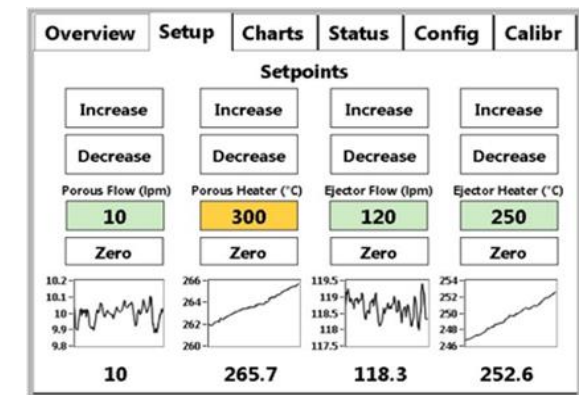 Overview Setup Charts Status Config Calibr
Setpoints
Increase Increase Increase Increase
Decrease Decrease Decrease Decrease
Porous Flow (lpm) Porous Heater (°C) Ejector Flow (lpm) Ejector Heater (°C)
10 300 120 250
Zero Zero Zero Zero
10.2 266 119.5 254
10.1 264 119 252
10 262 118.5 250
9.9 260 118 248
9.8 117.5 246
10 265.7 118.3 252.6